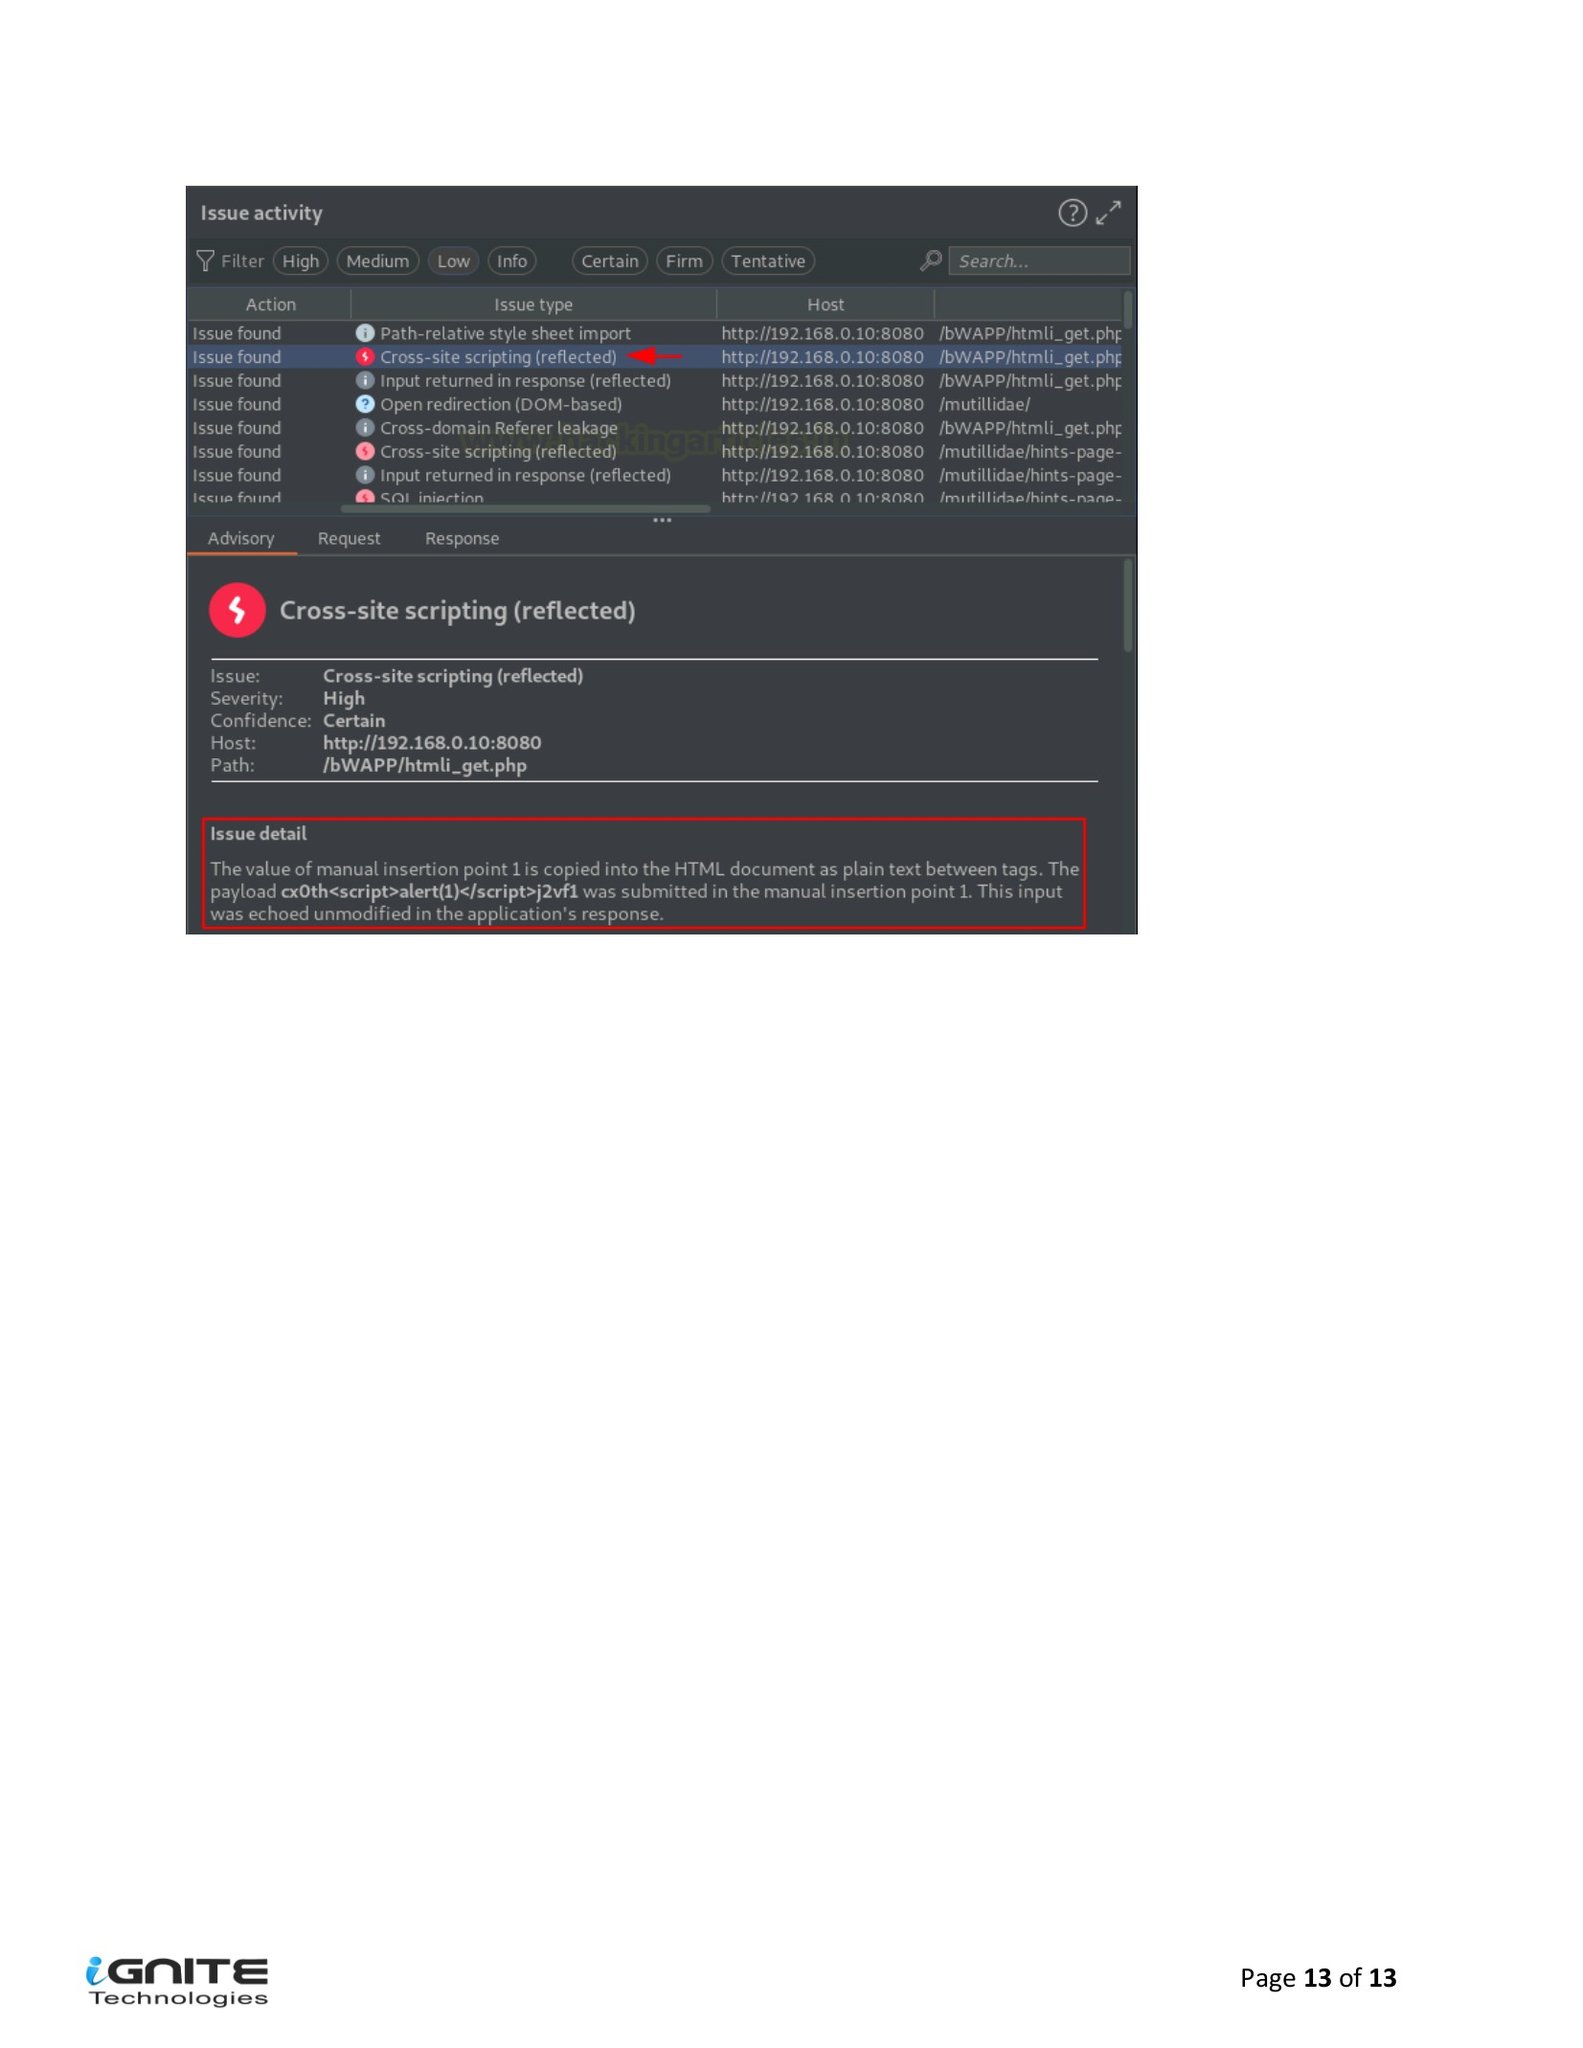 Issue activity
Filter High Medium Low Info Certain Firm Tentative Search...
Action Issue type Host
Issue found Path-relative style sheet import http://192.168.0.10:8080 /bWAPP/htmli_get.php
Issue found Cross-site scripting (reflected) http://192.168.0.10:8080 /bWAPP/htmli_get.php
Issue found Input returned in response (reflected) http://192.168.0.10:8080 /bWAPP/htmli_get.php
Issue found Open redirection (DOM-based) http://192.168.0.10:8080 /mutillidae/
Issue found Cross-domain Referer leakage http://192.168.0.10:8080 /bWAPP/htmli_get.php
Issue found Cross-site scripting (reflected) http://192.168.0.10:8080 /mutillidae/hints-page-
Issue found Input returned in response (reflected) http://192.168.0.10:8080 /mutillidae/hints-page-
Issue found SQL injection http://192.168.0.10:8080 /mutillidae/hints-page-
Advisory Request Response
Cross-site scripting (reflected)
Issue: Cross-site scripting (reflected)
Severity: High
Confidence: Certain
Host: http://192.168.0.10:8080
Path: /bWAPP/htmli_get.php
Issue detail
The value of manual insertion point 1 is copied into the HTML document as plain text between tags. The
payload cx0th<script>alert(1)</script>j2vf1 was submitted in the manual insertion point 1. This input
was echoed unmodified in the application's response.
iGNITE
Technologies
Page 13 of 13